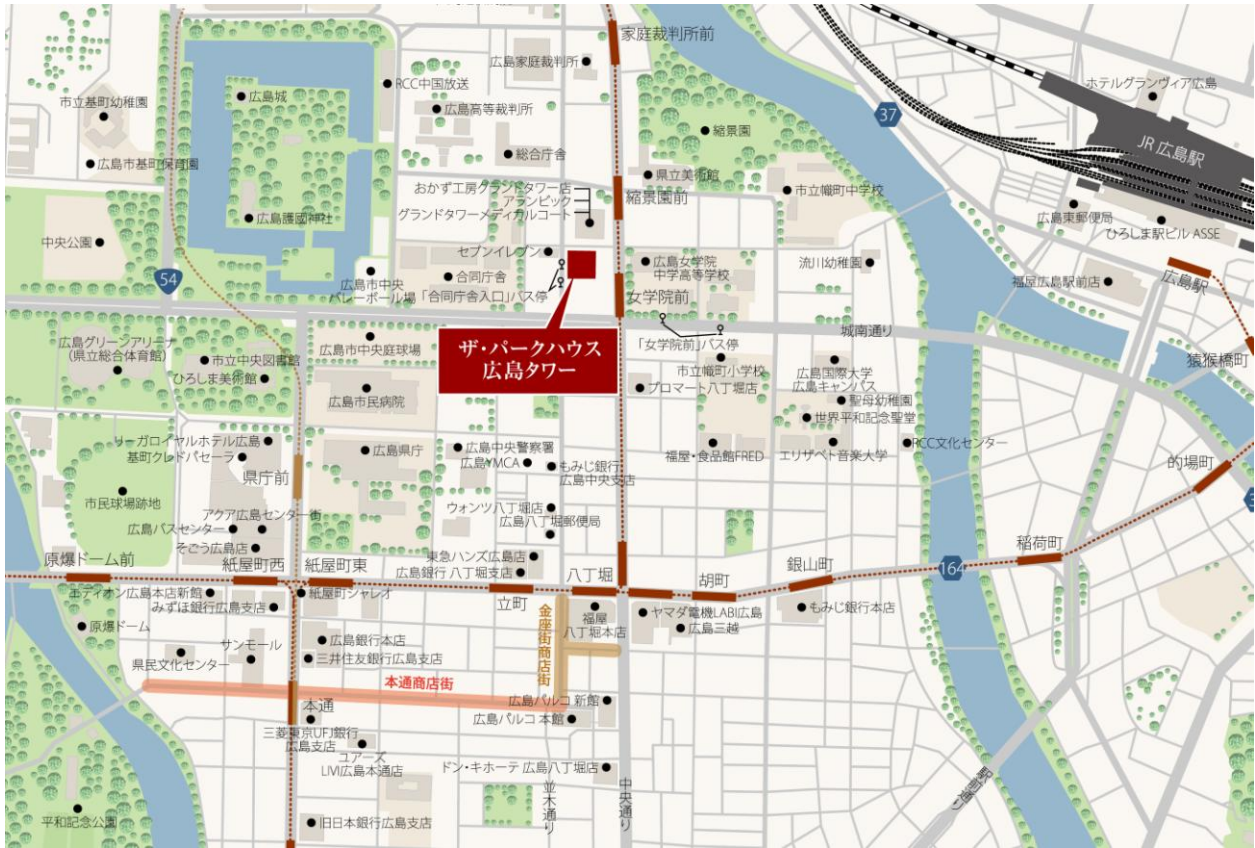 家庭裁判所前
広島家庭裁判所
RCC中国放送
ホテルグランヴィア広島
広島城
市立基町幼稚園
広島高等裁判所
37
縮景園
JR 広島駅
総合庁舎
広島市基町保育園
県立美術館
おかず工房グランドタワー店
アランビック
グランドタワーメディカルコート
市立幟町中学校
縮景園前
広島東郵便局
広島護國神社
ひろしま駅ビル ASSE
中央公園
セブンイレブン
広島女学院
中学高等学校
流川幼稚園
広島駅
54
合同庁舎
広島市中央
バレーボール場
「合同庁舎入口」バス停
福屋広島駅前店
女学院前
城南通り
猿猴橋町
広島グリーンアリーナ
(県立総合体育館)
広島市中央庭球場
ザ・パークハウス
広島タワー
「女学院前」バス停
市立中央図書館
市立幟町小学校
広島国際大学
広島キャンパス
ひろしま美術館
広島市民病院
プロマート八丁堀店
聖母幼稚園
世界平和記念聖堂
リーガロイヤルホテル広島
基町クレドパセーラ
広島県庁
広島中央警察署
広島YMCA
もみじ銀行
広島中央支店
福屋・食品館FRED
エリザベト音楽大学
RCC文化センター
的場町
県庁前
市民球場跡地
アクア広島センター街
ウォンツ八丁堀店
広島八丁堀郵便局
広島バスセンター
そごう広島店
東急ハンズ広島店
広島銀行 八丁堀支店
稲荷町
原爆ドーム前
紙屋町西
紙屋町東
八丁堀
胡町
銀山町
164
エディオン広島本店新館
紙屋町シャレオ
立町
みずほ銀行広島支店
金座街商店街
福屋
八丁堀本店
ヤマダ電機LABI広島
広島三越
もみじ銀行本店
原爆ドーム
広島銀行本店
サンモール
県民文化センター
三井住友銀行広島支店
本通商店街
本通
広島パルコ 新館
広島パルコ 本館
三菱東京UFJ銀行
広島支店
ユアーズ
LIVI広島本通店
ドン・キホーテ 広島八丁堀店
並木通り
中央通り
駅前通り
平和記念公園
旧日本銀行広島支店